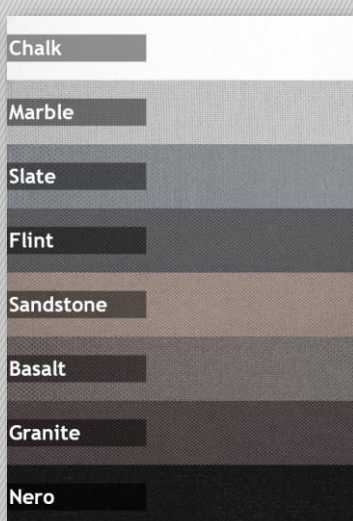 Chalk
Marble
Slate
Flint
Sandstone
Basalt
Granite
Nero